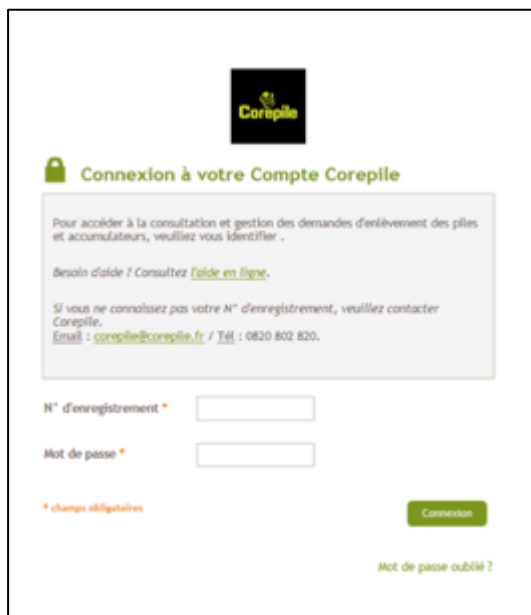 Corepile
Connexion à votre Compte Corepile
Pour accéder à la consultation et gestion des demandes d'enlèvement des piles
et accumulateurs, veuillez vous identifier .
Besoin d'aide ? Consultez l'aide en ligne.
Si vous ne connaissez pas votre N° d'enregistrement, veuillez contacter
Corepile.
Email : corepile@corepile.fr / Tél : 0820 802 820.
N° d'enregistrement *
Mot de passe *
* champs obligatoires
Connexion
Mot de passe oublié ?